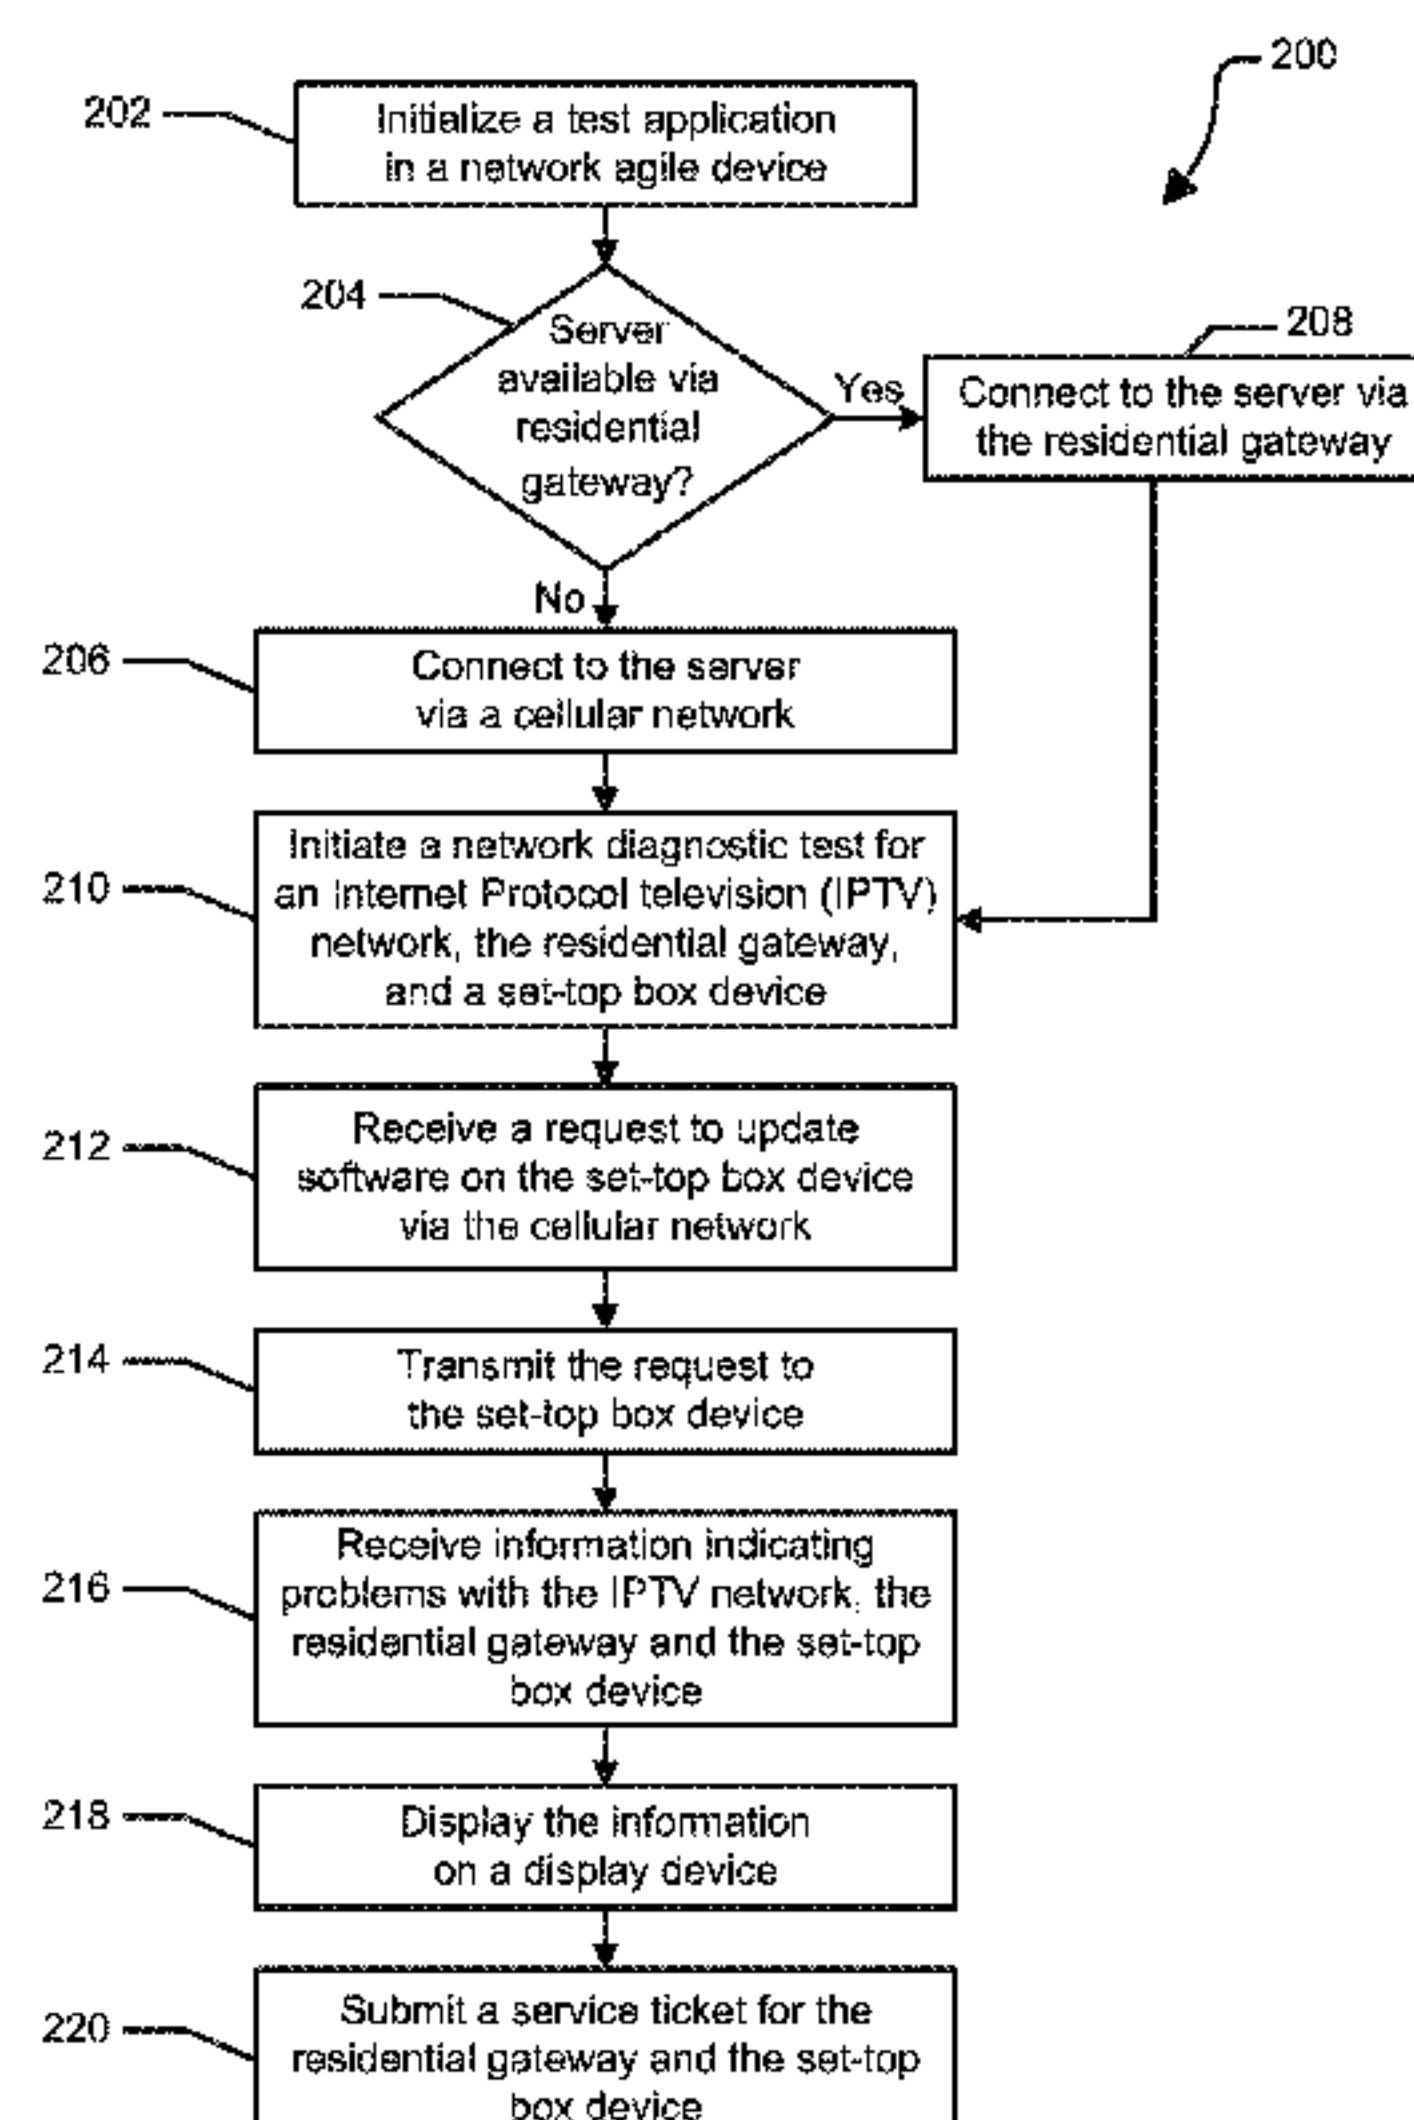 200
202
Initialize a test application
in a network agile device
204
Server
available via
residential
gateway?
Yes
208
Connect to the server via
the residential gateway
No
206
Connect to the server
via a cellular network
210
Initiate a network diagnostic test for
an Internet Protocol television (IPTV)
network, the residential gateway,
and a set-top box device
212
Receive a request to update
software on the set-top box device
via the cellular network
214
Transmit the request to
the set-top box device
216
Receive information indicating
problems with the IPTV network, the
residential gateway and the set-top
box device
218
Display the information
on a display device
220
Submit a service ticket for the
residential gateway and the set-top
box device